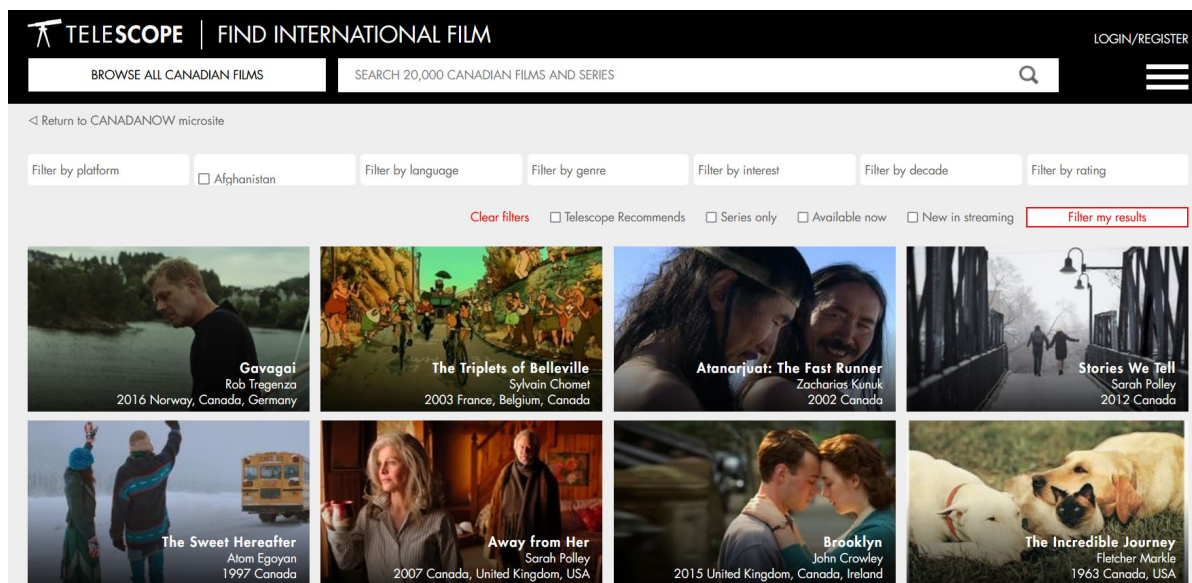 TELESCOPE | FIND INTERNATIONAL FILM
LOGIN/REGISTER
BROWSE ALL CANADIAN FILMS
SEARCH 20,000 CANADIAN FILMS AND SERIES
Return to CANADANOW microsite
Filter by platform
Afghanistan
Filter by language
Filter by genre
Filter by interest
Filter by decade
Filter by rating
Clear filters
Telescope Recommends
Series only
Available now
New in streaming
Filter my results
Gavagai
Rob Tregenza
2016 Norway, Canada, Germany
The Triplets of Belleville
Sylvain Chomet
2003 France, Belgium, Canada
Atanarjuat: The Fast Runner
Zacharias Kunuk
2002 Canada
Stories We Tell
Sarah Polley
2012 Canada
The Sweet Hereafter
Atom Egoyan
1997 Canada
Away from Her
Sarah Polley
2007 Canada, United Kingdom, USA
Brooklyn
John Crowley
2015 United Kingdom, Canada, Ireland
The Incredible Journey
Fletcher Markle
1963 Canada, USA